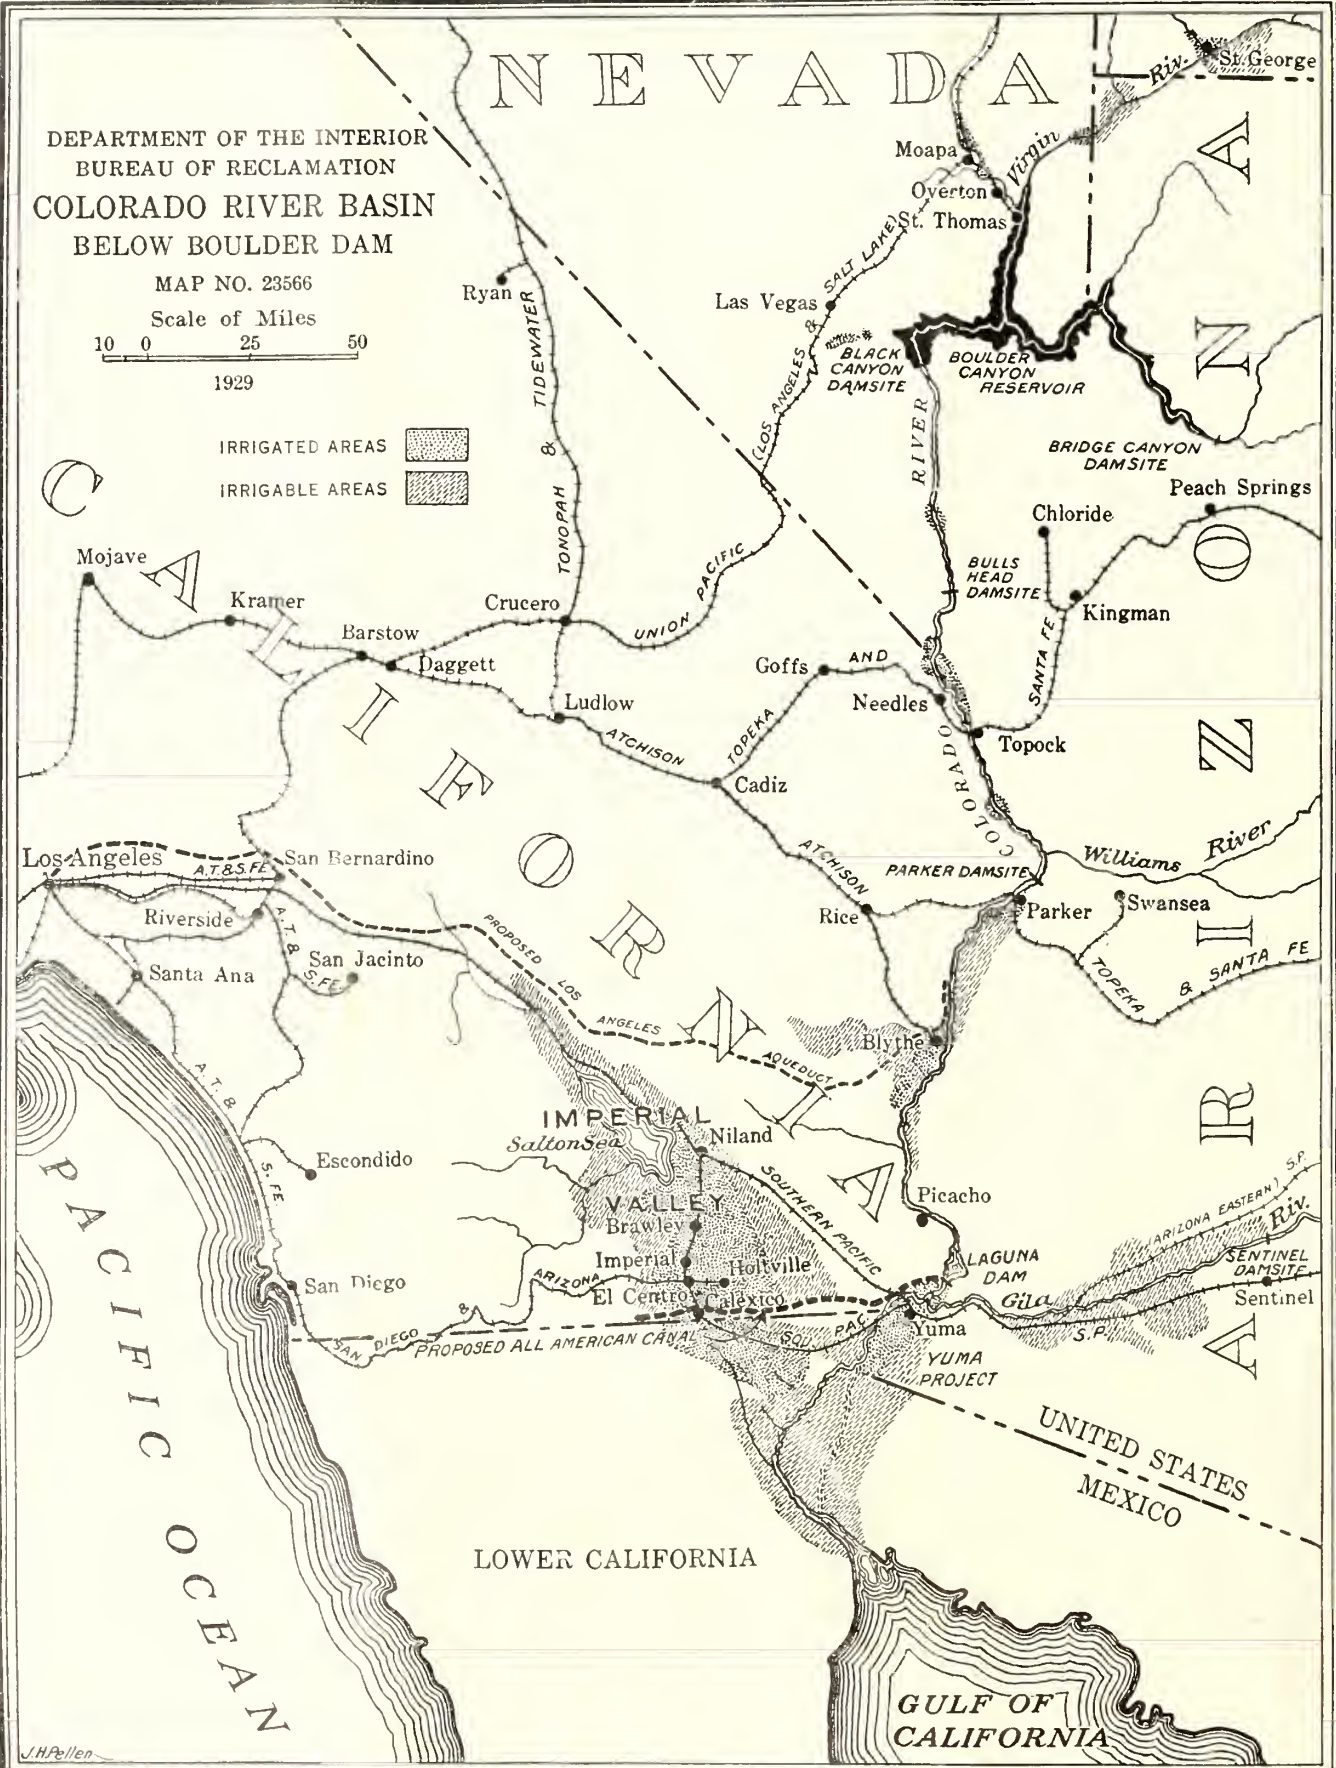 NEVADA
DEPARTMENT OF THE INTERIOR
BUREAU OF RECLAMATION
COLORADO RIVER BASIN
BELOW BOULDER DAM
MAP NO. 23566
Scale of Miles
10 0 25 50
1929
IRRIGATED AREAS
IRRIGABLE AREAS
St. George
Virgin Riv.
Moapa
Overton
St. Thomas
Las Vegas
(LOS ANGELES & SALT LAKE)
Ryan
TONOPAH & TIDEWATER
BLACK
CANYON
DAMSITE
BOULDER
CANYON
RESERVOIR
BRIDGE CANYON
DAMSITE
COLORADO RIVER
Peach Springs
Chloride
BULLS
HEAD
DAMSITE
Kingman
SANTA FE
CALIFORNIA
ARIZONA
Mojave
Kramer
Barstow
Daggett
Crucero
UNION PACIFIC
Ludlow
Goffs
AND
Needles
Topock
ATCHISON
TOPEKA
Cadiz
ATCHISON
Los Angeles
A.T.&S.FE
San Bernardino
Riverside
Santa Ana
San Jacinto
A.T. & S.FE
PARKER DAMSITE
Williams River
Rice
Parker
Swansea
TOPEKA & SANTA FE
PROPOSED LOS ANGELES AQUEDUCT
Blythe
A.T. & S. FE
IMPERIAL
VALLEY
Salton Sea
Niland
Escondido
SOUTHERN PACIFIC
Picacho
Brawley
Imperial
Holtville
El Centro
Calexico
San Diego
SAN DIEGO & ARIZONA
PROPOSED ALL AMERICAN CANAL
SOU. PAC.
LAGUNA
DAM
Gila Riv.
(ARIZONA EASTERN) S.P.
SENTINEL
DAMSITE
Sentinel
S.P.
Yuma
YUMA
PROJECT
UNITED STATES
MEXICO
PACIFIC OCEAN
LOWER CALIFORNIA
GULF OF
CALIFORNIA
J.H.Pellen